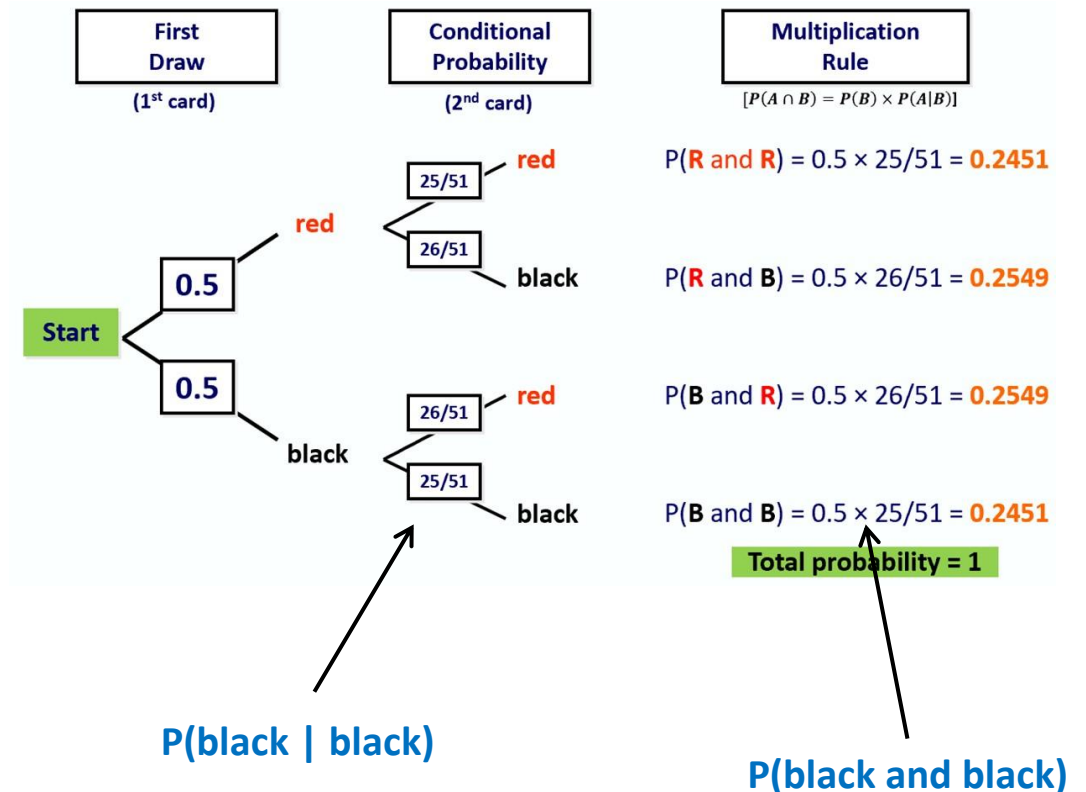 First Draw
(1st card)
Conditional Probability
(2nd card)
Multiplication Rule
[P(A ∩ B) = P(B) × P(A|B)]
red
25/51
P(R and R) = 0.5 × 25/51 = 0.2451
red
26/51
0.5
black
P(R and B) = 0.5 × 26/51 = 0.2549
Start
0.5
red
26/51
P(B and R) = 0.5 × 26/51 = 0.2549
black
25/51
black
P(B and B) = 0.5 × 25/51 = 0.2451
Total probability = 1
P(black | black)
P(black and black)